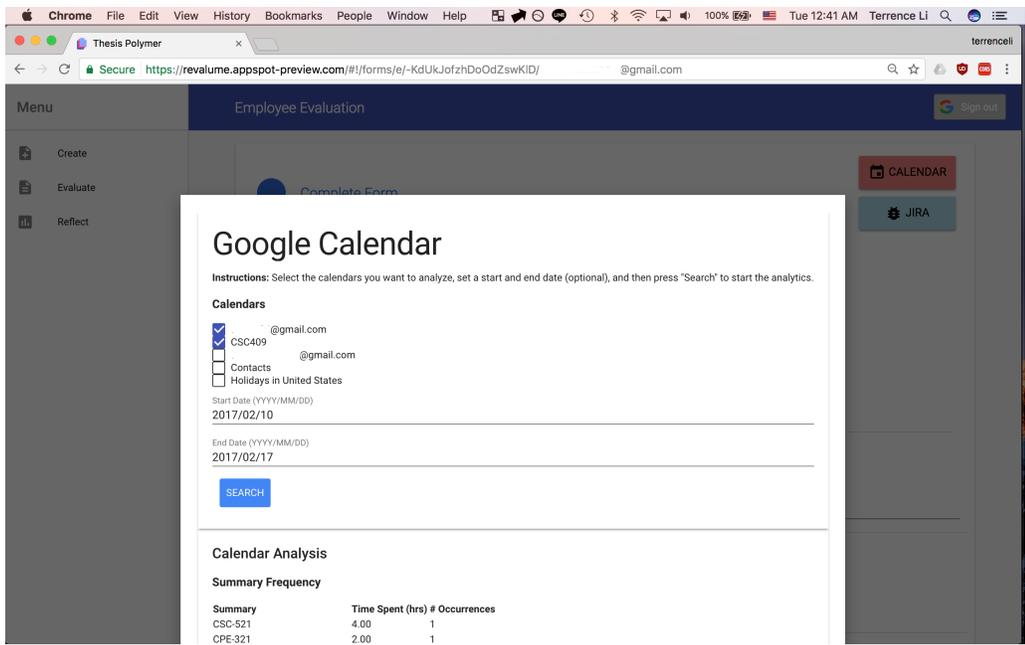 Chrome File Edit View History Bookmarks People Window Help 100% Tue 12:41 AM Terrence Li
Thesis Polymer × terrenceli
Secure https://revalume.appspot-preview.com/#!/forms/e/-KdUkJofzhDoOdZswKlD/ @gmail.com
Menu Employee Evaluation Sign out
Create
CALENDAR
Evaluate
Complete Form
JIRA
Reflect
Google Calendar
Instructions: Select the calendars you want to analyze, set a start and end date (optional), and then press "Search" to start the analytics.
Calendars
@gmail.com
CSC409
@gmail.com
Contacts
Holidays in United States
Start Date (YYYY/MM/DD)
2017/02/10
End Date (YYYY/MM/DD)
2017/02/17
SEARCH
Calendar Analysis
Summary Frequency
Summary Time Spent (hrs) # Occurrences
CSC-521 4.00 1
CPE-321 2.00 1